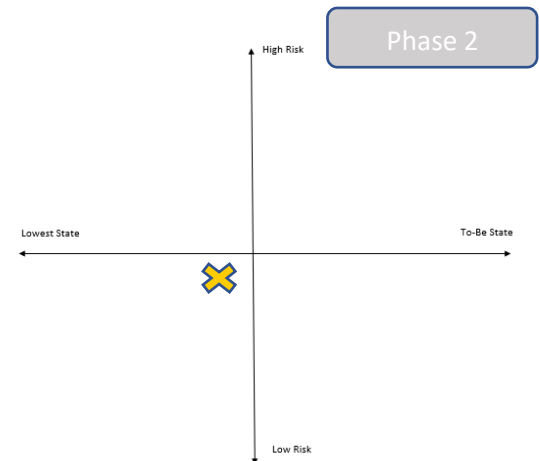 Phase 2
High Risk
Lowest State
To-Be State
Low Risk